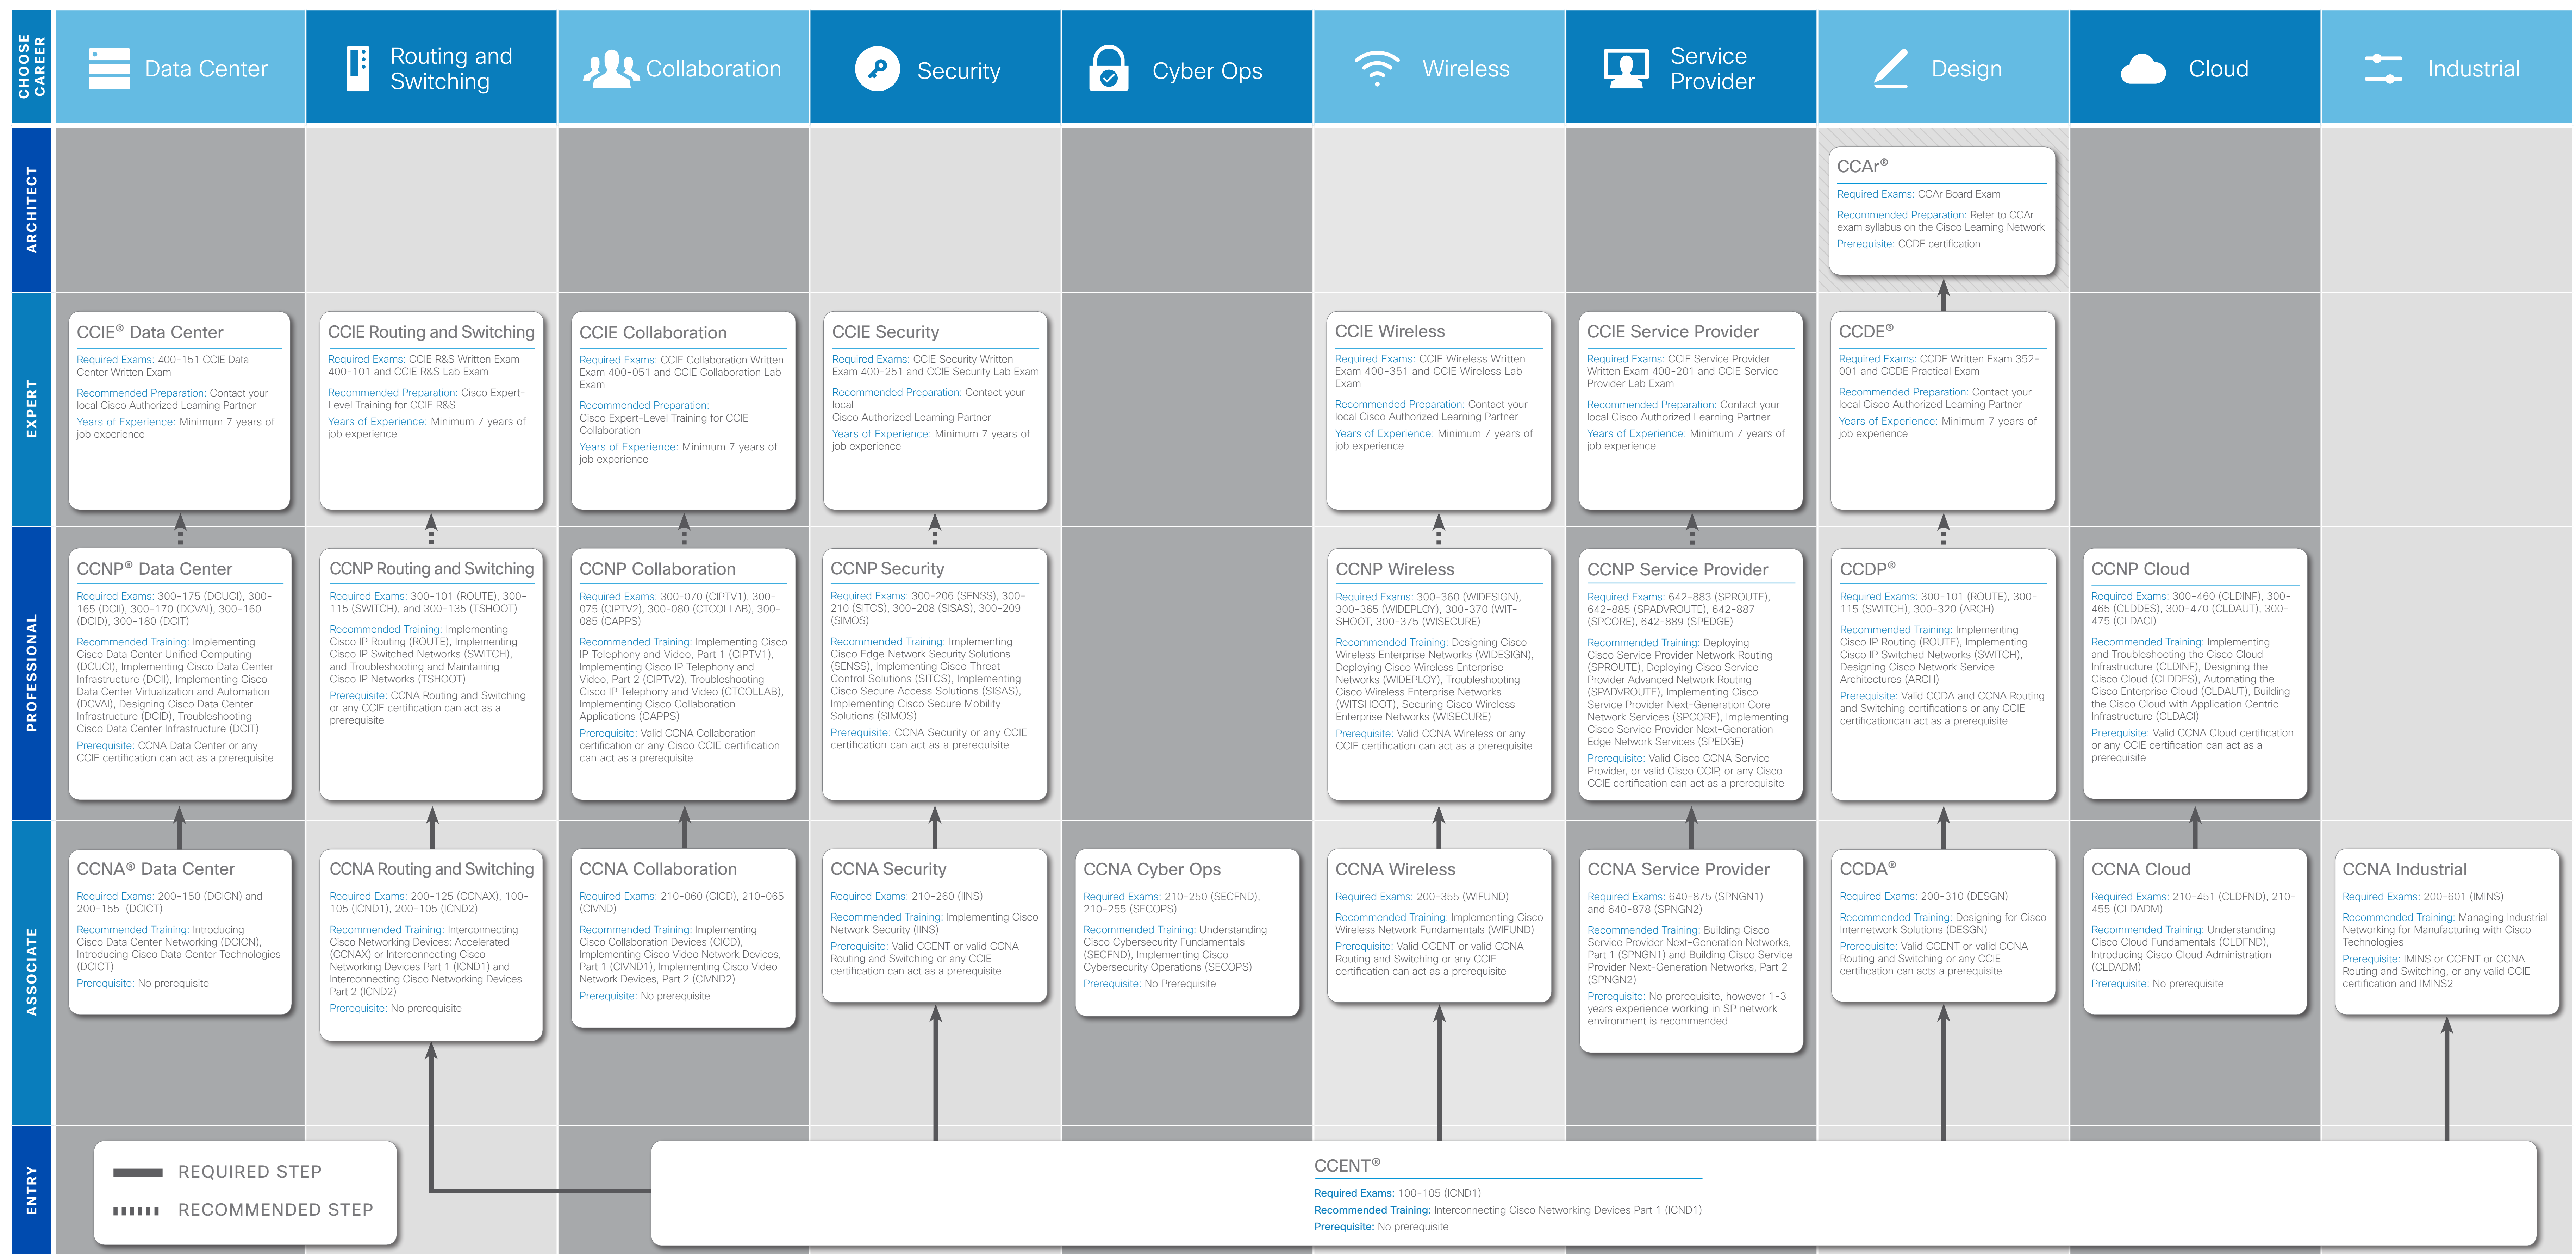 CHOOSE
CAREER
Data Center
Routing and
Switching
Collaboration
Security
Cyber Ops
Wireless
Service
Provider
Design
Cloud
Industrial
ARCHITECT
CCAr®
Required Exams: CCAr Board Exam
Recommended Preparation: Refer to CCAr
exam syllabus on the Cisco Learning Network
Prerequisite: CCDE certification
EXPERT
CCIE® Data Center
Required Exams: 400-151 CCIE Data
Center Written Exam
Recommended Preparation: Contact your
local Cisco Authorized Learning Partner
Years of Experience: Minimum 7 years of
job experience
CCIE Routing and Switching
Required Exams: CCIE R&S Written Exam
400-101 and CCIE R&S Lab Exam
Recommended Preparation: Cisco Expert-
Level Training for CCIE R&S
Years of Experience: Minimum 7 years of
job experience
CCIE Collaboration
Required Exams: CCIE Collaboration Written
Exam 400-051 and CCIE Collaboration Lab
Exam
Recommended Preparation:
Cisco Expert-Level Training for CCIE
Collaboration
Years of Experience: Minimum 7 years of
job experience
CCIE Security
Required Exams: CCIE Security Written
Exam 400-251 and CCIE Security Lab Exam
Recommended Preparation: Contact your
local
Cisco Authorized Learning Partner
Years of Experience: Minimum 7 years of
job experience
CCIE Wireless
Required Exams: CCIE Wireless Written
Exam 400-351 and CCIE Wireless Lab
Exam
Recommended Preparation: Contact your
local Cisco Authorized Learning Partner
Years of Experience: Minimum 7 years of
job experience
CCIE Service Provider
Required Exams: CCIE Service Provider
Written Exam 400-201 and CCIE Service
Provider Lab Exam
Recommended Preparation: Contact your
local Cisco Authorized Learning Partner
Years of Experience: Minimum 7 years of
job experience
CCDE®
Required Exams: CCDE Written Exam 352-
001 and CCDE Practical Exam
Recommended Preparation: Contact your
local Cisco Authorized Learning Partner
Years of Experience: Minimum 7 years of
job experience
PROFESSIONAL
CCNP® Data Center
Required Exams: 300-175 (DCUCI), 300-
165 (DCII), 300-170 (DCVAI), 300-160
(DCID), 300-180 (DCIT)
Recommended Training: Implementing
Cisco Data Center Unified Computing
(DCUCI), Implementing Cisco Data Center
Infrastructure (DCII), Implementing Cisco
Data Center Virtualization and Automation
(DCVAI), Designing Cisco Data Center
Infrastructure (DCID), Troubleshooting
Cisco Data Center Infrastructure (DCIT)
Prerequisite: CCNA Data Center or any
CCIE certification can act as a prerequisite
CCNP Routing and Switching
Required Exams: 300-101 (ROUTE), 300-
115 (SWITCH), and 300-135 (TSHOOT)
Recommended Training: Implementing
Cisco IP Routing (ROUTE), Implementing
Cisco IP Switched Networks (SWITCH),
and Troubleshooting and Maintaining
Cisco IP Networks (TSHOOT)
Prerequisite: CCNA Routing and Switching
or any CCIE certification can act as a
prerequisite
CCNP Collaboration
Required Exams: 300-070 (CIPTV1), 300-
075 (CIPTV2), 300-080 (CTCOLLAB), 300-
085 (CAPPS)
Recommended Training: Implementing Cisco
IP Telephony and Video, Part 1 (CIPTV1),
Implementing Cisco IP Telephony and
Video, Part 2 (CIPTV2), Troubleshooting
Cisco IP Telephony and Video (CTCOLLAB),
Implementing Cisco Collaboration
Applications (CAPPS)
Prerequisite: Valid CCNA Collaboration
certification or any Cisco CCIE certification
can act as a prerequisite
CCNP Security
Required Exams: 300-206 (SENSS), 300-
210 (SITCS), 300-208 (SISAS), 300-209
(SIMOS)
Recommended Training: Implementing
Cisco Edge Network Security Solutions
(SENSS), Implementing Cisco Threat
Control Solutions (SITCS), Implementing
Cisco Secure Access Solutions (SISAS),
Implementing Cisco Secure Mobility
Solutions (SIMOS)
Prerequisite: CCNA Security or any CCIE
certification can act as a prerequisite
CCNP Wireless
Required Exams: 300-360 (WIDESIGN),
300-365 (WIDEPLOY), 300-370 (WIT-
SHOOT, 300-375 (WISECURE)
Recommended Training: Designing Cisco
Wireless Enterprise Networks (WIDESIGN),
Deploying Cisco Wireless Enterprise
Networks (WIDEPLOY), Troubleshooting
Cisco Wireless Enterprise Networks
(WITSHOOT), Securing Cisco Wireless
Enterprise Networks (WISECURE)
Prerequisite: Valid CCNA Wireless or any
CCIE certification can act as a prerequisite
CCNP Service Provider
Required Exams: 642-883 (SPROUTE),
642-885 (SPADVROUTE), 642-887
(SPCORE), 642-889 (SPEDGE)
Recommended Training: Deploying
Cisco Service Provider Network Routing
(SPROUTE), Deploying Cisco Service
Provider Advanced Network Routing
(SPADVROUTE), Implementing Cisco
Service Provider Next-Generation Core
Network Services (SPCORE), Implementing
Cisco Service Provider Next-Generation
Edge Network Services (SPEDGE)
Prerequisite: Valid Cisco CCNA Service
Provider, or valid Cisco CCIP, or any Cisco
CCIE certification can act as a prerequisite
CCDP®
Required Exams: 300-101 (ROUTE), 300-
115 (SWITCH), 300-320 (ARCH)
Recommended Training: Implementing
Cisco IP Routing (ROUTE), Implementing
Cisco IP Switched Networks (SWITCH),
Designing Cisco Network Service
Architectures (ARCH)
Prerequisite: Valid CCDA and CCNA Routing
and Switching certifications or any CCIE
certificationcan act as a prerequisite
CCNP Cloud
Required Exams: 300-460 (CLDINF), 300-
465 (CLDDES), 300-470 (CLDAUT), 300-
475 (CLDACI)
Recommended Training: Implementing
and Troubleshooting the Cisco Cloud
Infrastructure (CLDINF), Designing the
Cisco Cloud (CLDDES), Automating the
Cisco Enterprise Cloud (CLDAUT), Building
the Cisco Cloud with Application Centric
Infrastructure (CLDACI)
Prerequisite: Valid CCNA Cloud certification
or any CCIE certification can act as a
prerequisite
ASSOCIATE
CCNA® Data Center
Required Exams: 200-150 (DCICN) and
200-155 (DCICT)
Recommended Training: Introducing
Cisco Data Center Networking (DCICN),
Introducing Cisco Data Center Technologies
(DCICT)
Prerequisite: No prerequisite
CCNA Routing and Switching
Required Exams: 200-125 (CCNAX), 100-
105 (ICND1), 200-105 (ICND2)
Recommended Training: Interconnecting
Cisco Networking Devices: Accelerated
(CCNAX) or Interconnecting Cisco
Networking Devices Part 1 (ICND1) and
Interconnecting Cisco Networking Devices
Part 2 (ICND2)
Prerequisite: No prerequisite
CCNA Collaboration
Required Exams: 210-060 (CICD), 210-065
(CIVND)
Recommended Training: Implementing
Cisco Collaboration Devices (CICD),
Implementing Cisco Video Network Devices,
Part 1 (CIVND1), Implementing Cisco Video
Network Devices, Part 2 (CIVND2)
Prerequisite: No prerequisite
CCNA Security
Required Exams: 210-260 (IINS)
Recommended Training: Implementing Cisco
Network Security (IINS)
Prerequisite: Valid CCENT or valid CCNA
Routing and Switching or any CCIE
certification can act as a prerequisite
CCNA Cyber Ops
Required Exams: 210-250 (SECFND),
210-255 (SECOPS)
Recommended Training: Understanding
Cisco Cybersecurity Fundamentals
(SECFND), Implementing Cisco
Cybersecurity Operations (SECOPS)
Prerequisite: No Prerequisite
CCNA Wireless
Required Exams: 200-355 (WIFUND)
Recommended Training: Implementing Cisco
Wireless Network Fundamentals (WIFUND)
Prerequisite: Valid CCENT or valid CCNA
Routing and Switching or any CCIE
certification can act as a prerequisite
CCNA Service Provider
Required Exams: 640-875 (SPNGN1)
and 640-878 (SPNGN2)
Recommended Training: Building Cisco
Service Provider Next-Generation Networks,
Part 1 (SPNGN1) and Building Cisco Service
Provider Next-Generation Networks, Part 2
(SPNGN2)
Prerequisite: No prerequisite, however 1-3
years experience working in SP network
environment is recommended
CCDA®
Required Exams: 200-310 (DESGN)
Recommended Training: Designing for Cisco
Internetwork Solutions (DESGN)
Prerequisite: Valid CCENT or valid CCNA
Routing and Switching or any CCIE
certification can acts a prerequisite
CCNA Cloud
Required Exams: 210-451 (CLDFND), 210-
455 (CLDADM)
Recommended Training: Understanding
Cisco Cloud Fundamentals (CLDFND),
Introducing Cisco Cloud Administration
(CLDADM)
Prerequisite: No prerequisite
CCNA Industrial
Required Exams: 200-601 (IMINS)
Recommended Training: Managing Industrial
Networking for Manufacturing with Cisco
Technologies
Prerequisite: IMINS or CCENT or CCNA
Routing and Switching, or any valid CCIE
certification and IMINS2
ENTRY
REQUIRED STEP
RECOMMENDED STEP
CCENT®
Required Exams: 100-105 (ICND1)
Recommended Training: Interconnecting Cisco Networking Devices Part 1 (ICND1)
Prerequisite: No prerequisite